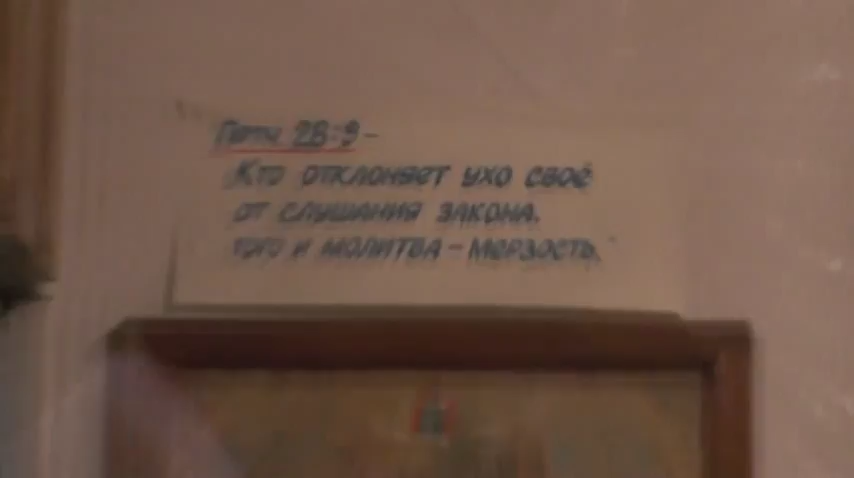 Притч. 28:9 –
Кто отклоняет ухо своё
от слушания закона,
того и молитва – мерзость."